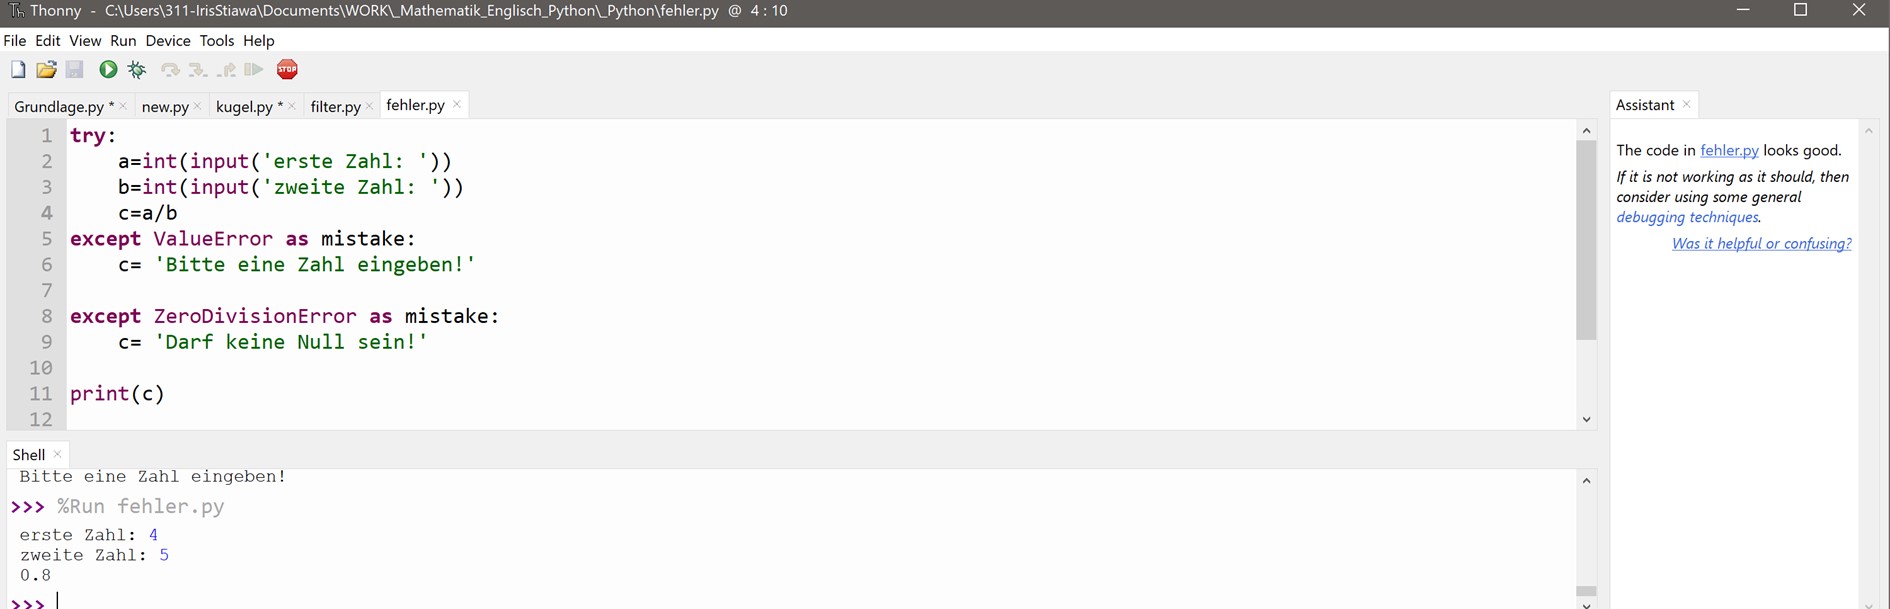 Thonny - C:\Users\311-IrisStiawa\Documents\WORK\_Mathematik_Englisch_Python\_Python\fehler.py @ 4 : 10
File Edit View Run Device Tools Help
STOP
Grundlage.py * × new.py × kugel.py * × filter.py × fehler.py ×
1 try:
2     a=int(input('erste Zahl: '))
3     b=int(input('zweite Zahl: '))
4     c=a/b
5 except ValueError as mistake:
6     c= 'Bitte eine Zahl eingeben!'
7
8 except ZeroDivisionError as mistake:
9     c= 'Darf keine Null sein!'
10
11 print(c)
12
Shell ×
Bitte eine Zahl eingeben!
>>> %Run fehler.py
erste Zahl: 4
zweite Zahl: 5
0.8
>>>
Assistant ×
The code in fehler.py looks good.
If it is not working as it should, then
consider using some general
debugging techniques.
Was it helpful or confusing?